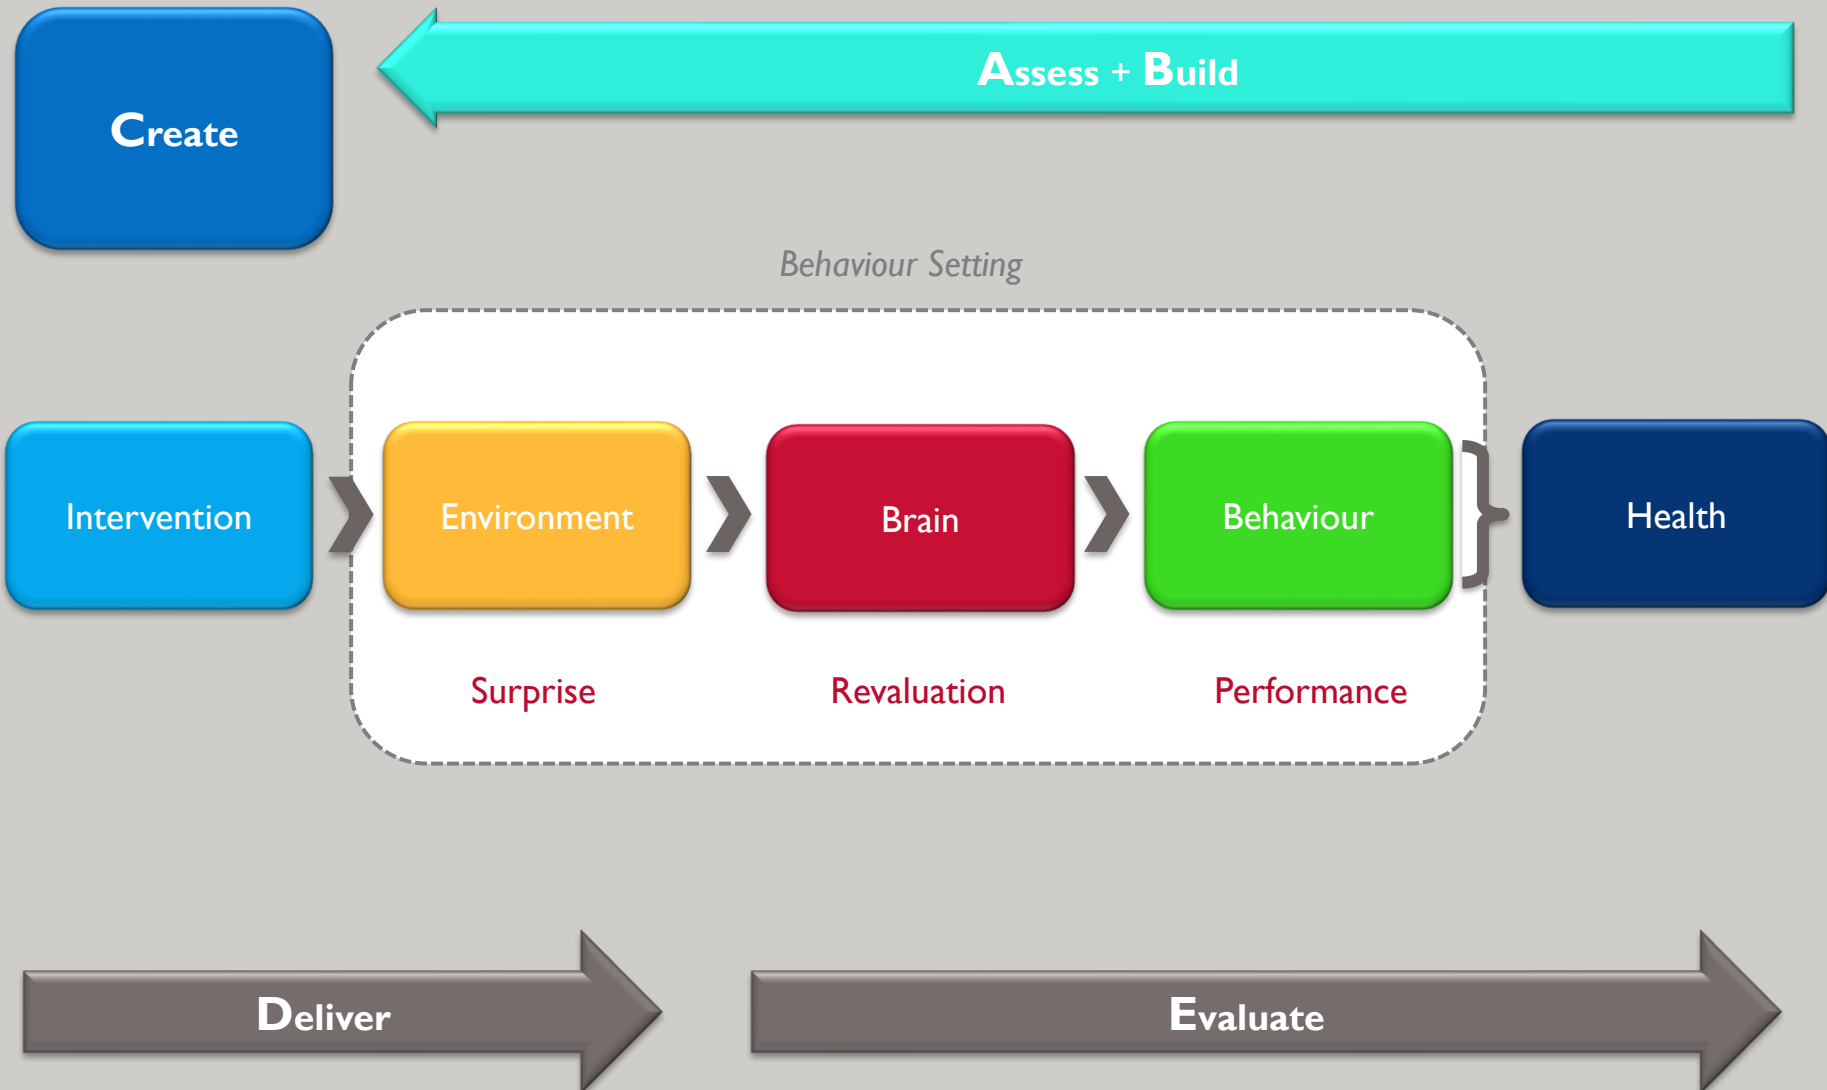 Create
Assess + Build
Behaviour Setting
Intervention
Environment
Brain
Behaviour
Health
Surprise
Revaluation
Performance
Deliver
Evaluate